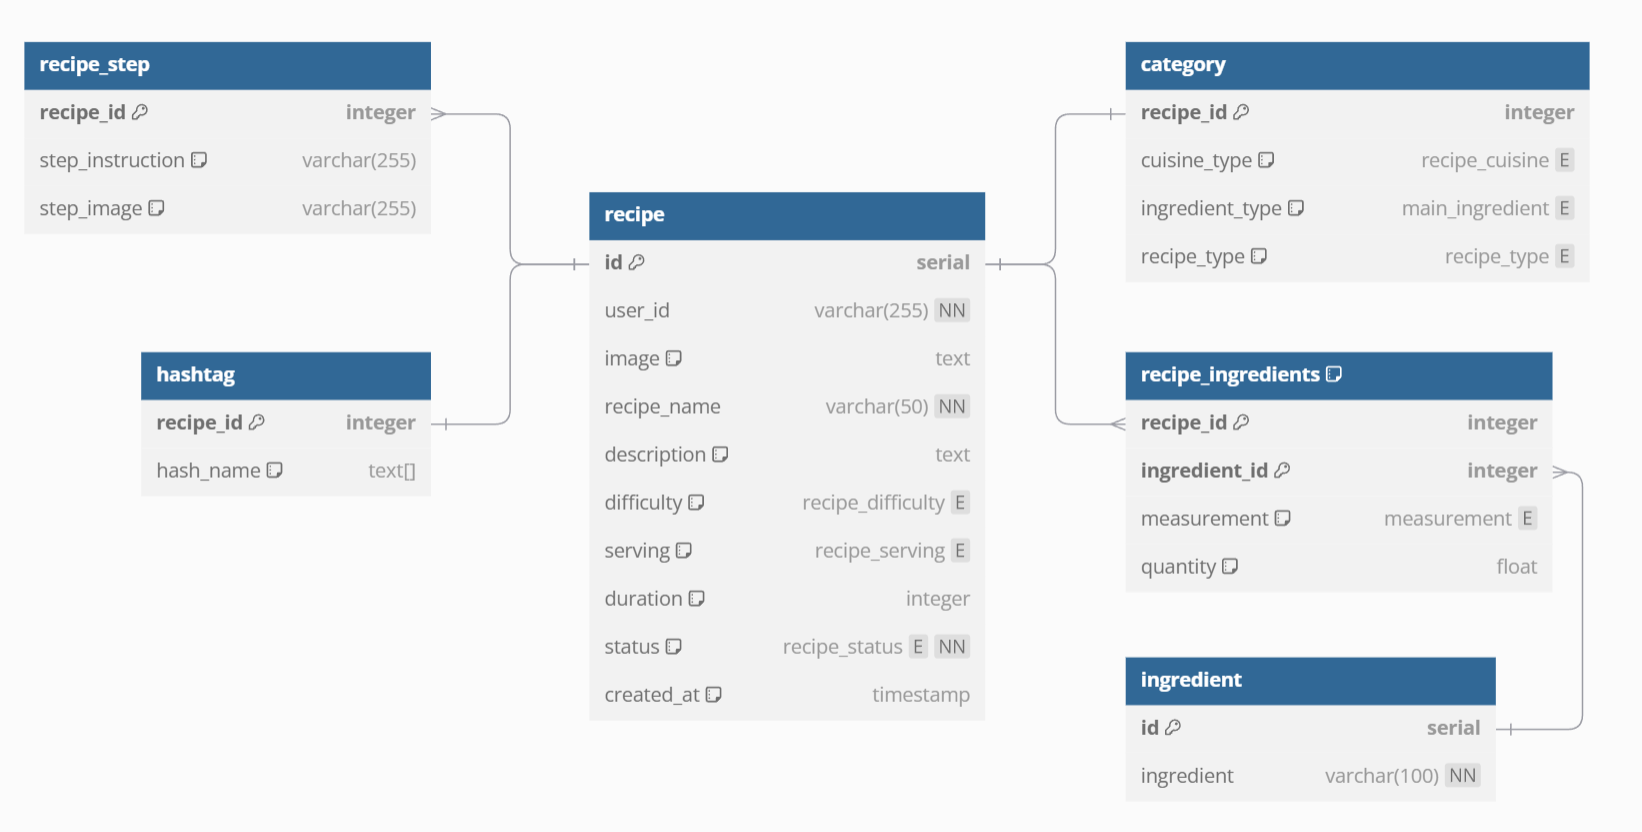 recipe_step
recipe_id integer
step_instruction varchar(255)
step_image varchar(255)
hashtag
recipe_id integer
hash_name text[]
recipe
id serial
user_id varchar(255) NN
image text
recipe_name varchar(50) NN
description text
difficulty recipe_difficulty E
serving recipe_serving E
duration integer
status recipe_status E NN
created_at timestamp
category
recipe_id integer
cuisine_type recipe_cuisine E
ingredient_type main_ingredient E
recipe_type recipe_type E
recipe_ingredients
recipe_id integer
ingredient_id integer
measurement measurement E
quantity float
ingredient
id serial
ingredient varchar(100) NN